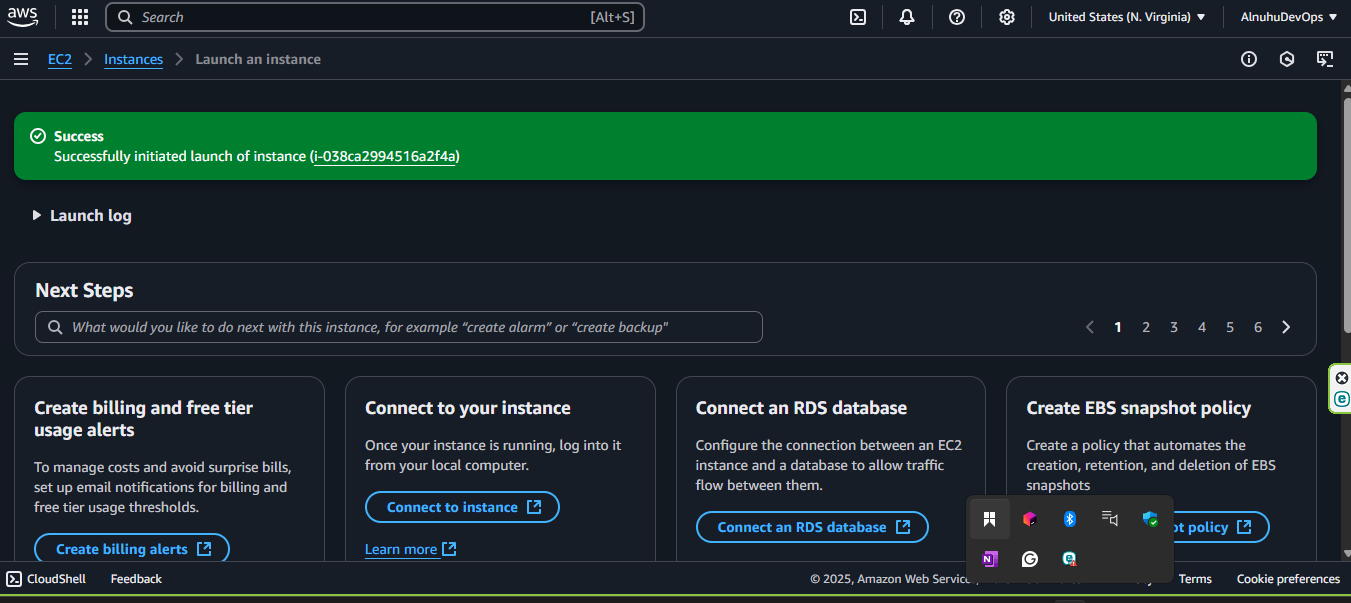 aws
Search [Alt+S]
United States (N. Virginia)
AlnuhuDevOps
EC2 Instances Launch an instance
Success
Successfully initiated launch of instance (i-038ca2994516a2f4a)
Launch log
Next Steps
What would you like to do next with this instance, for example “create alarm” or “create backup"
1 2 3 4 5 6
Create billing and free tier
usage alerts
To manage costs and avoid surprise bills,
set up email notifications for billing and
free tier usage thresholds.
Create billing alerts
Connect to your instance
Once your instance is running, log into it
from your local computer.
Connect to instance
Learn more
Connect an RDS database
Configure the connection between an EC2
instance and a database to allow traffic
flow between them.
Connect an RDS database
Create EBS snapshot policy
Create a policy that automates the
creation, retention, and deletion of EBS
snapshots
policy
CloudShell Feedback
© 2025, Amazon Web
Terms Cookie preferences